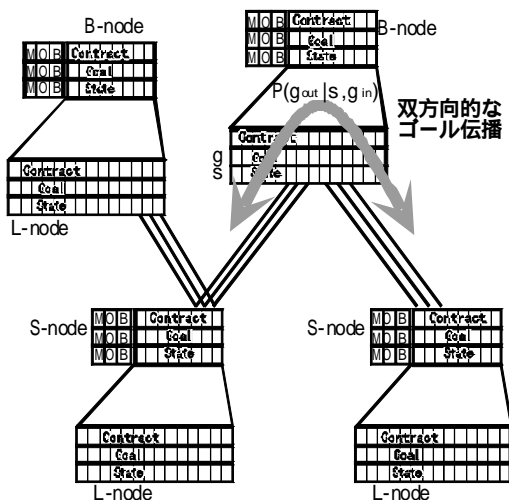 B-node
M O B Contract
M O B Goal
M O B State
Contract
Goal
State
L-node
M O B Contract
M O B Goal
M O B State
B-node
P(gout|s,gin)
双方向的な
ゴール伝播
g
s
Contract
Goal
State
S-node
M O B Contract
M O B Goal
M O B State
Contract
Goal
State
L-node
S-node
M O B Contract
M O B Goal
M O B State
Contract
Goal
State
L-node